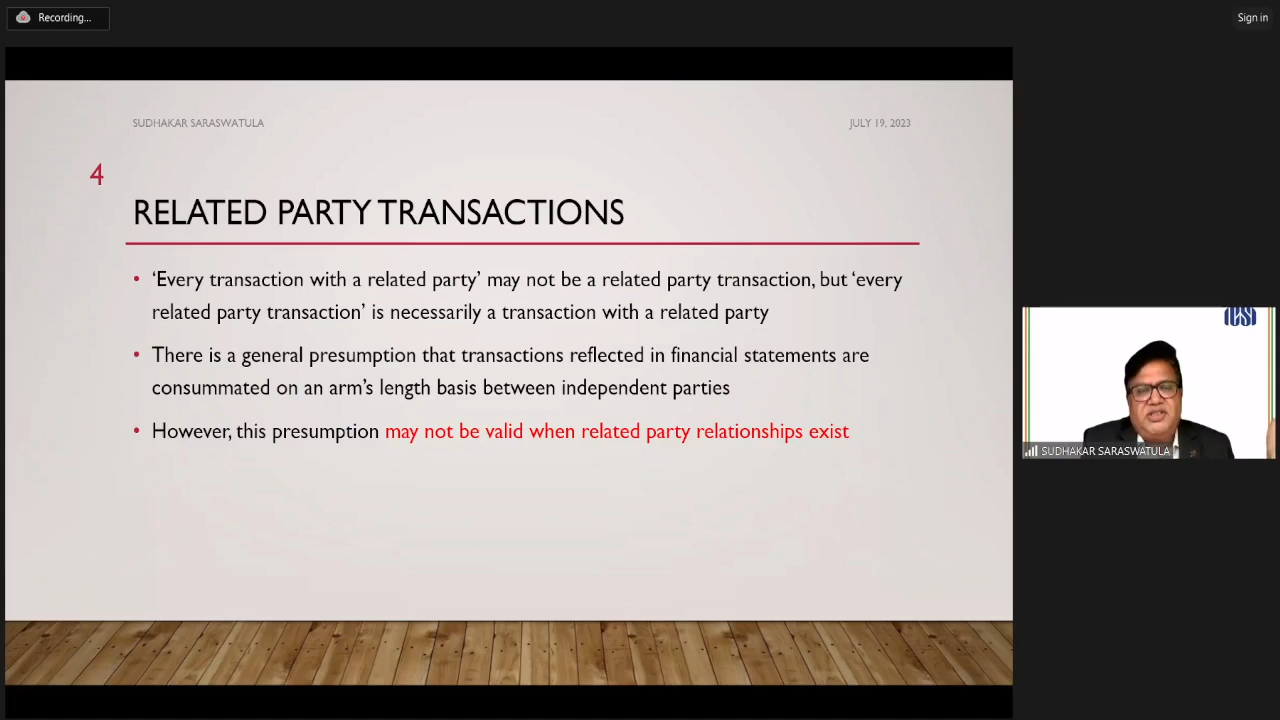 Recording...
Sign in
SUDHAKAR SARASWATULA
JULY 19, 2023
4
RELATED PARTY TRANSACTIONS
• ‘Every transaction with a related party’ may not be a related party transaction, but ‘every
related party transaction’ is necessarily a transaction with a related party
• There is a general presumption that transactions reflected in financial statements are
consummated on an arm’s length basis between independent parties
• However, this presumption may not be valid when related party relationships exist
ICSI
SUDHAKAR SARASWATULA